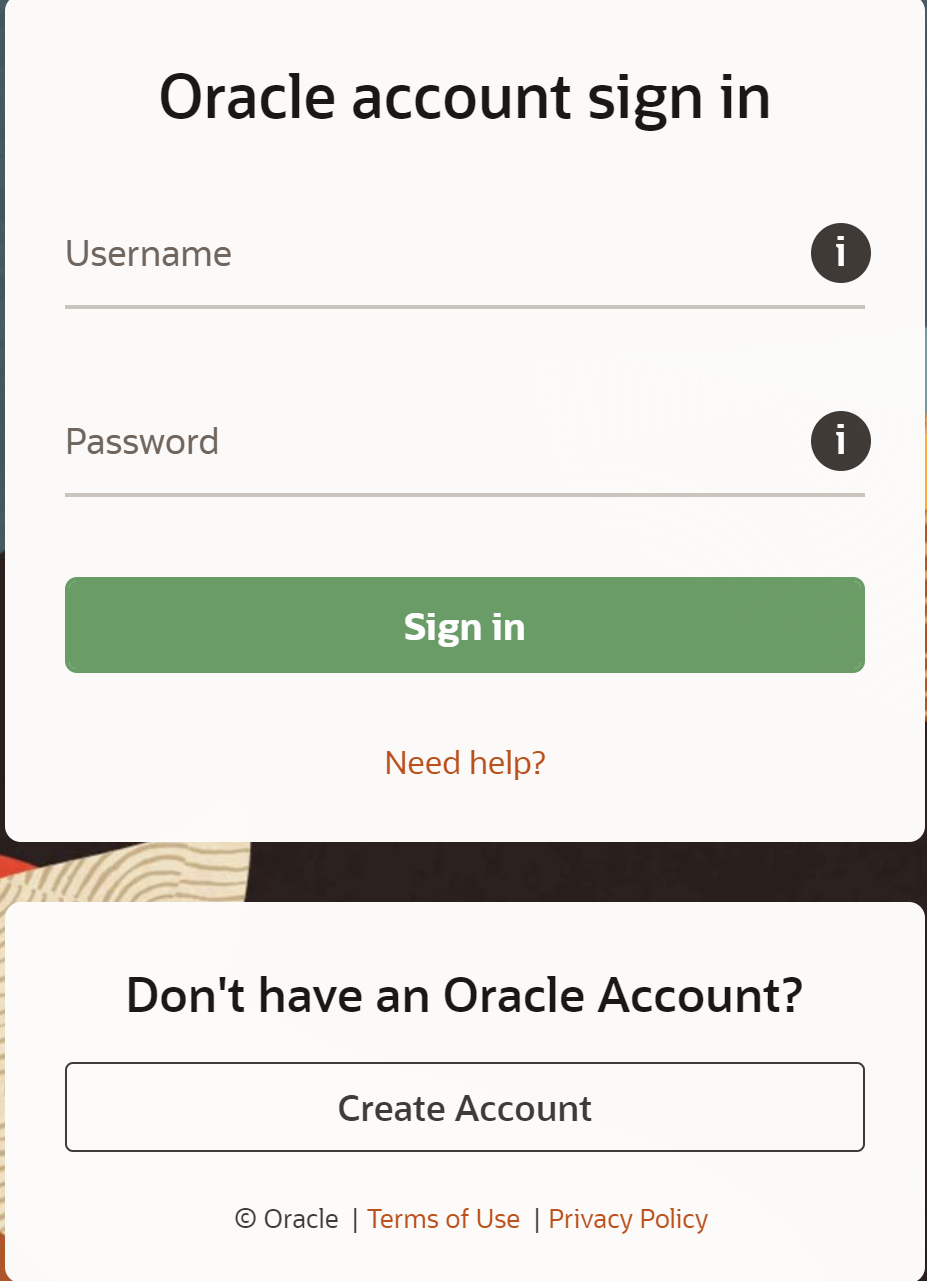 Oracle account sign in
Username
i
Password
i
Sign in
Need help?
Don't have an Oracle Account?
Create Account
© Oracle | Terms of Use | Privacy Policy